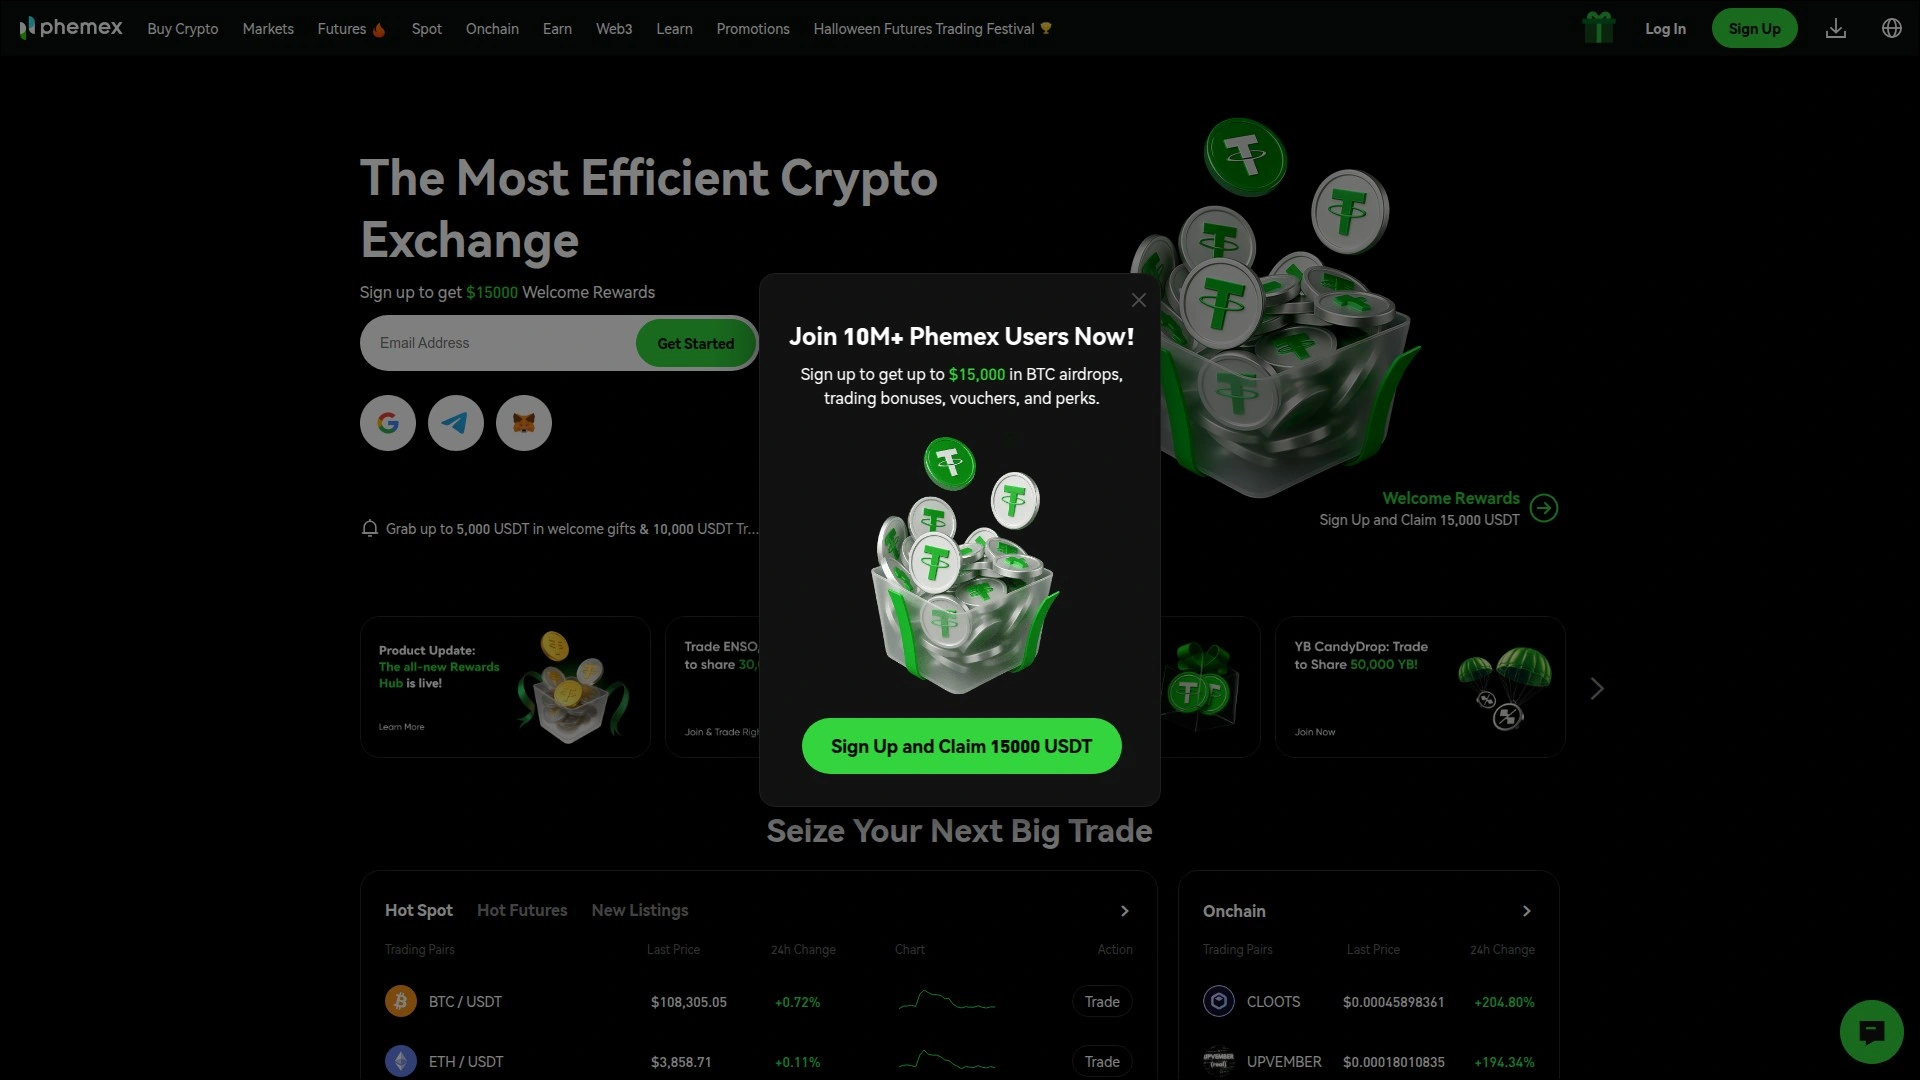 phemex
Buy Crypto
Markets
Futures
Spot
Onchain
Earn
Web3
Learn
Promotions
Halloween Futures Trading Festival
Log In
Sign Up
The Most Efficient Crypto
Exchange
Sign up to get $15000 Welcome Rewards
Email Address
Get Started
Grab up to 5,000 USDT in welcome gifts & 10,000 USDT Tr...
Welcome Rewards
Sign Up and Claim 15,000 USDT
Join 10M+ Phemex Users Now!
Sign up to get up to $15,000 in BTC airdrops,
trading bonuses, vouchers, and perks.
Sign Up and Claim 15000 USDT
Product Update:
The all-new Rewards
Hub is live!
Learn More
Trade ENSO,
to share 30,
Join & Trade Righ
YB CandyDrop: Trade
to Share 50,000 YB!
Join Now
Seize Your Next Big Trade
Hot Spot
Hot Futures
New Listings
Trading Pairs
Last Price
24h Change
Chart
Action
BTC / USDT
$108,305.05
+0.72%
Trade
ETH / USDT
$3,858.71
+0.11%
Trade
Onchain
Trading Pairs
Last Price
24h Change
CLOOTS
$0.00045898361
+204.80%
UPVEMBER
$0.00018010835
+194.34%